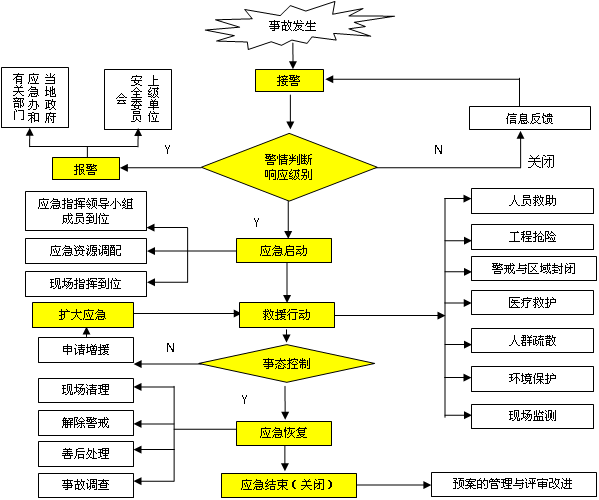 事故发生
接警
当地政府
应急办和
有关部门
上级单位
安全委员
会
信息反馈
报警
Y
警情判断
响应级别
N
关闭
应急指挥领导小组
成员到位
Y
人员救助
应急资源调配
应急启动
工程抢险
现场指挥到位
警戒与区域封闭
扩大应急
救援行动
医疗救护
申请增援
N
事态控制
人群疏散
现场清理
Y
环境保护
解除警戒
应急恢复
现场监测
善后处理
事故调查
应急结束（关闭）
预案的管理与评审改进